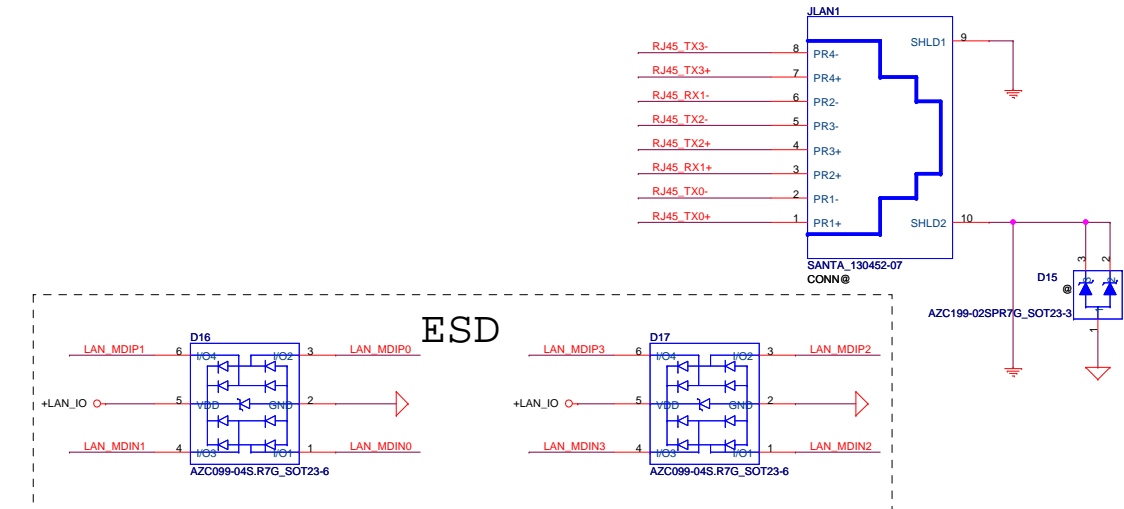 JLAN1
RJ45_TX3- 8 PR4- SHLD1 9
RJ45_TX3+ 7 PR4+
RJ45_RX1- 6 PR2-
RJ45_TX2- 5 PR3-
RJ45_TX2+ 4 PR3+
RJ45_RX1+ 3 PR2+
RJ45_TX0- 2 PR1-
RJ45_TX0+ 1 PR1+ SHLD2 10
SANTA_130452-07
CONN@
D15
@
3 2
3 2
1
1
AZC199-02SPR7G_SOT23-3
ESD
D16
LAN_MDIP1 6 I/O4 I/O2 3 LAN_MDIP0
+LAN_IO 5 VDD GND 2
LAN_MDIN1 4 I/O3 I/O1 1 LAN_MDIN0
AZC099-04S.R7G_SOT23-6
D17
LAN_MDIP3 6 I/O4 I/O2 3 LAN_MDIP2
+LAN_IO 5 VDD GND 2
LAN_MDIN3 4 I/O3 I/O1 1 LAN_MDIN2
AZC099-04S.R7G_SOT23-6